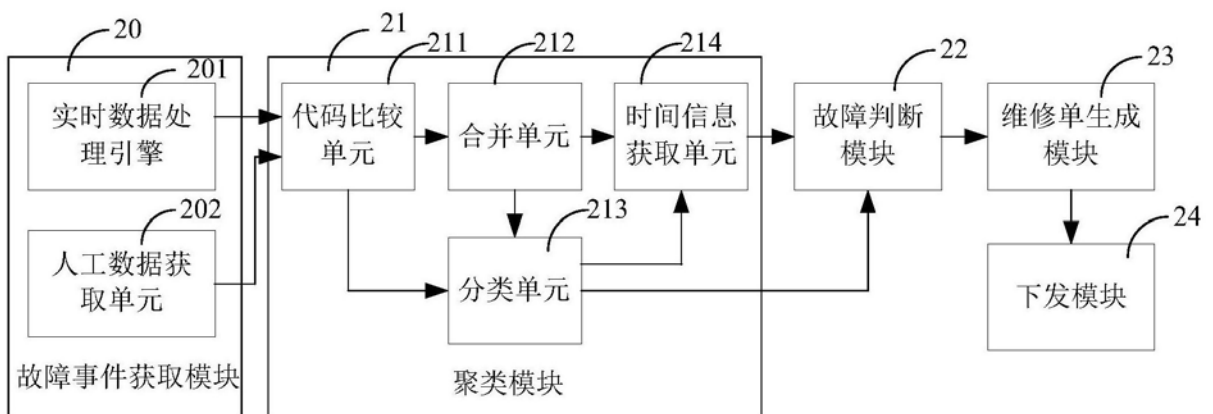 20
201
实时数据处
理引擎
202
人工数据获
取单元
故障事件获取模块
21
211
代码比较
单元
212
合并单元
214
时间信息
获取单元
213
分类单元
聚类模块
22
故障判断
模块
23
维修单生成
模块
24
下发模块